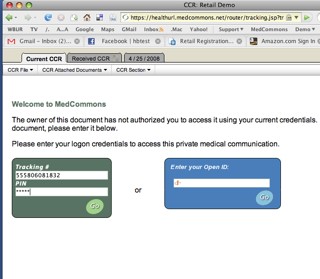 CCR: Retail Demo
https://healthurl.medcommons.net/router/tracking.jsp?tr
WBUR Google Maps GMail Inbox
Yahoo! Guardian MedCommons Demo
Gmail – Inbox (2)...
Facebook | hbtest
Retail Registration...
Amazon.com Sign In
Current CCR
Received CCR
4 / 25 / 2008
CCR File
CCR Attached Documents
CCR Section
Welcome to MedCommons
The owner of this document has not authorized you to access it using your current credentials.
document, please enter it below.
Please enter your logon credentials to access this private medical communication.
Tracking #
555806081832
PIN
*****
Go
or
Enter your Open ID:
Go